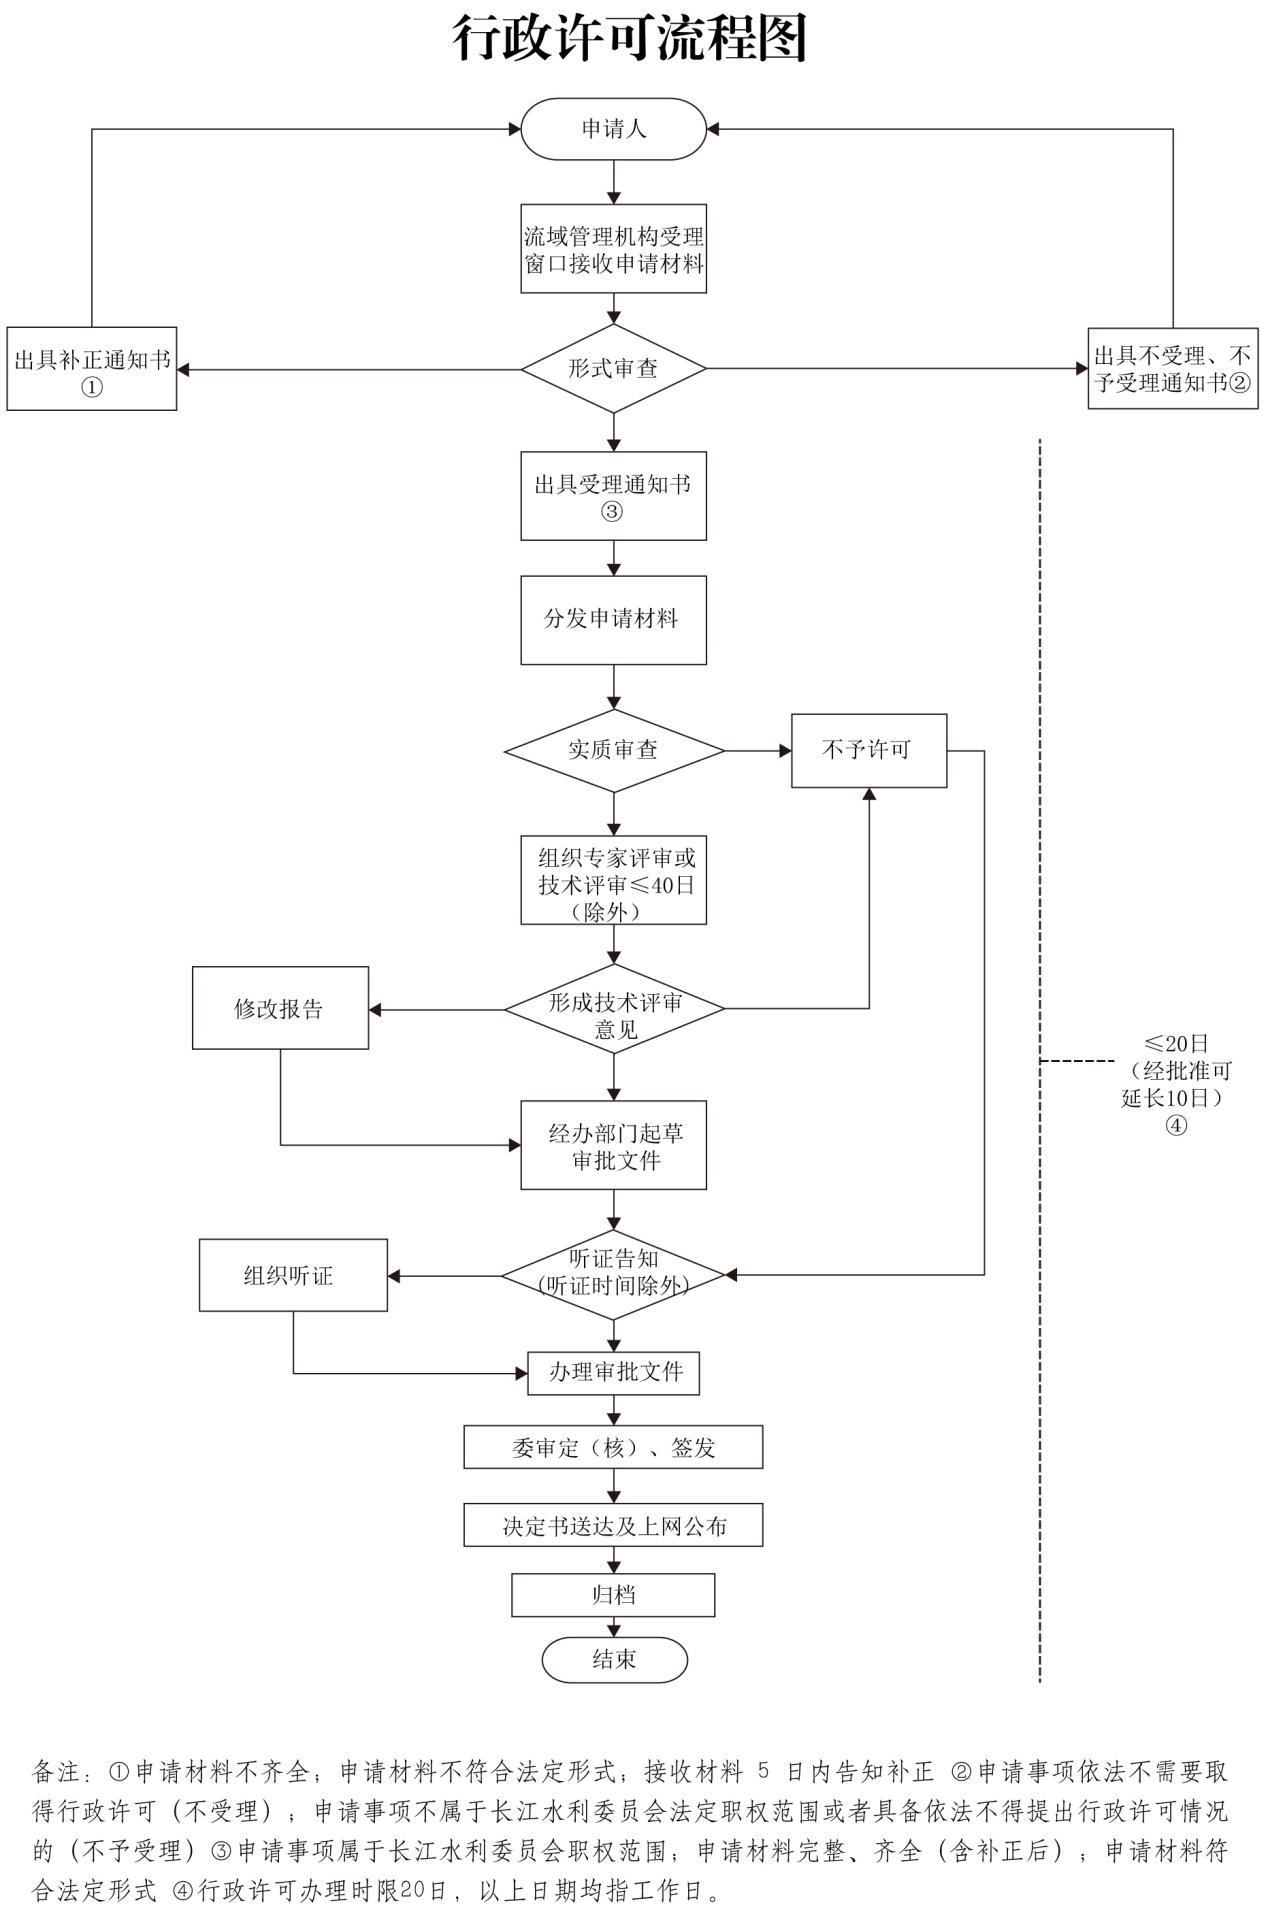 行政许可流程图
申请人
流域管理机构受理
窗口接收申请材料
出具补正通知书
①
形式审查
出具不受理、不
予受理通知书②
出具受理通知书
③
分发申请材料
实质审查
不予许可
组织专家评审或
技术评审≤40日
（除外）
修改报告
形成技术评审
意见
≤20日
（经批准可
延长10日）
④
经办部门起草
审批文件
组织听证
听证告知
(听证时间除外)
办理审批文件
委审定（核）、签发
决定书送达及上网公布
归档
结束
备注：①申请材料不齐全；申请材料不符合法定形式；接收材料 5 日内告知补正 ②申请事项依法不需要取
得行政许可（不受理）；申请事项不属于长江水利委员会法定职权范围或者具备依法不得提出行政许可情况
的（不予受理）③申请事项属于长江水利委员会职权范围；申请材料完整、齐全（含补正后）；申请材料符
合法定形式 ④行政许可办理时限20日，以上日期均指工作日。